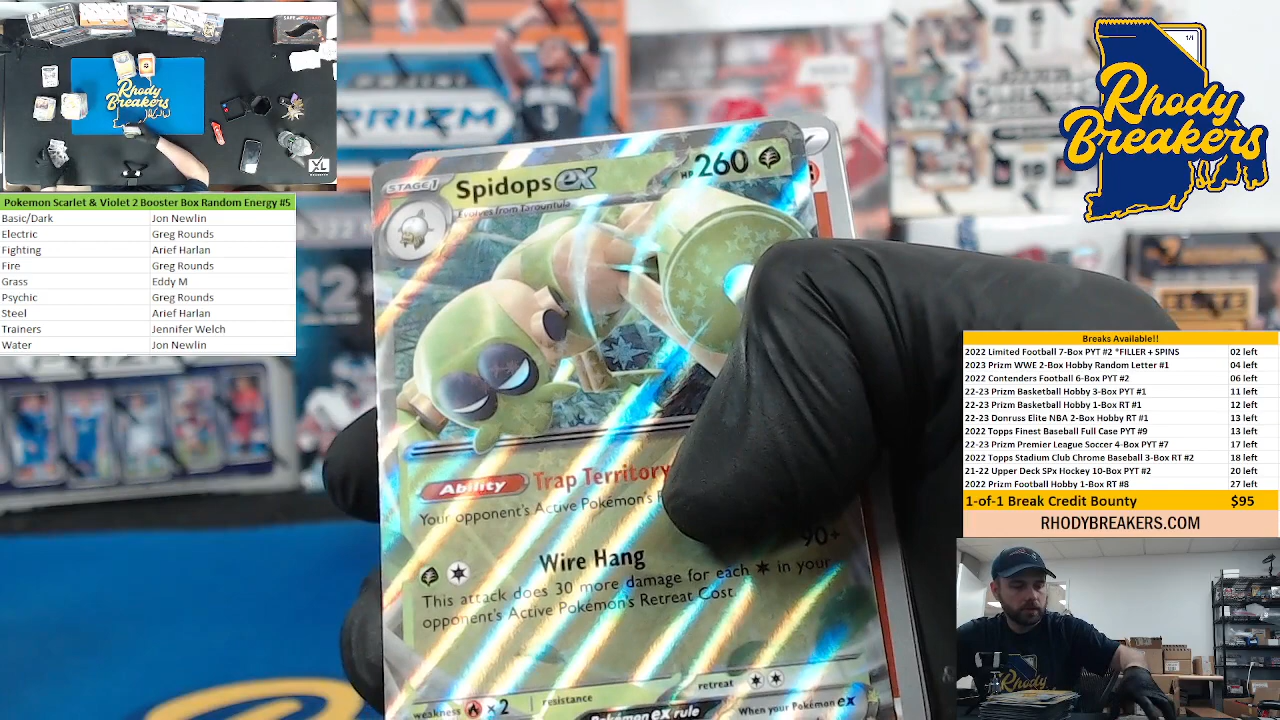 Rhody
Breakers
XL
Pokemon Scarlet & Violet 2 Booster Box Random Energy #5
Basic/Dark Jon Newlin
Electric Greg Rounds
Fighting Arief Harlan
Fire Greg Rounds
Grass Eddy M
Psychic Greg Rounds
Steel Arief Harlan
Trainers Jennifer Welch
Water Jon Newlin
PRIZM
STAGE 1
Spidops ex
HP 260
Evolves from Tarountula
Ability Trap Territory
Your opponent's Active Pokémon's
Wire Hang 90+
This attack does 30 more damage for each in your
opponent's Active Pokémon's Retreat Cost.
weakness x2 resistance retreat
Pokémon ex rule When your Pokémon ex
1/1
Rhody
Breakers
Breaks Available!!
2022 Limited Football 7-Box PYT #2 *FILLER + SPINS 02 left
2023 Prizm WWE 2-Box Hobby Random Letter #1 04 left
2022 Contenders Football 6-Box PYT #2 06 left
22-23 Prizm Basketball Hobby 3-Box PYT #1 11 left
22-23 Prizm Basketball Hobby 1-Box RT #1 12 left
22-23 Donruss Elite NBA 2-Box Hobby RT #1 13 left
2022 Topps Finest Baseball Full Case PYT #9 13 left
22-23 Prizm Premier League Soccer 4-Box PYT #7 17 left
2022 Topps Stadium Club Chrome Baseball 3-Box RT #2 18 left
21-22 Upper Deck SPx Hockey 10-Box PYT #2 20 left
2022 Prizm Football Hobby 1-Box RT #8 27 left
1-of-1 Break Credit Bounty $95
RHODYBREAKERS.COM
Rhody